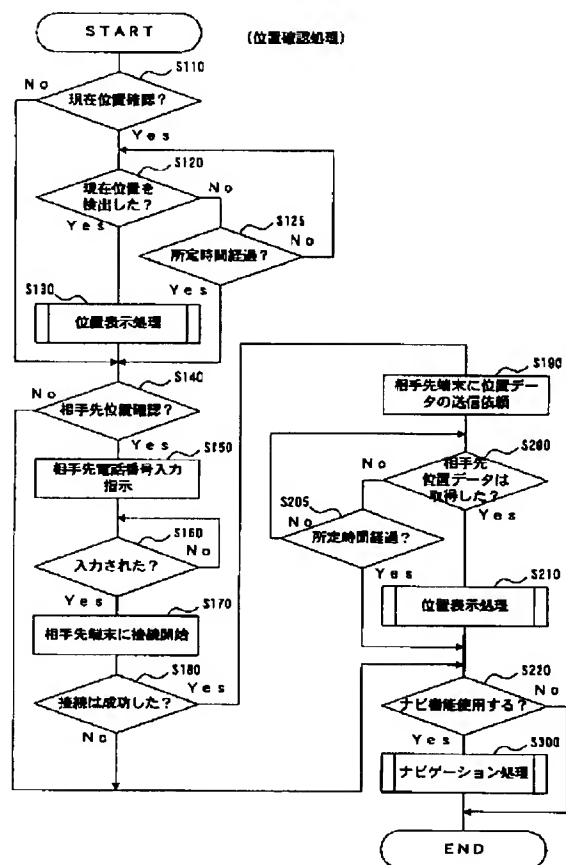 START
(位置確認処理)
S110
No
現在位置確認?
Yes
S120
現在位置を
検出した?
No
Yes
S125
所定時間経過?
No
Yes
S130
位置表示処理
S140
No
相手先位置確認?
Yes
S150
相手先電話番号入力
指示
S160
No
入力された?
Yes
S170
相手先端末に接続開始
S180
接続は成功した?
Yes
No
S190
相手先端末に位置デー
タの送信依頼
S200
No
相手先
位置データは
取得した?
Yes
S205
No
所定時間経過?
Yes
S210
位置表示処理
S220
No
ナビ機能使用する?
Yes
S300
ナビゲーション処理
END